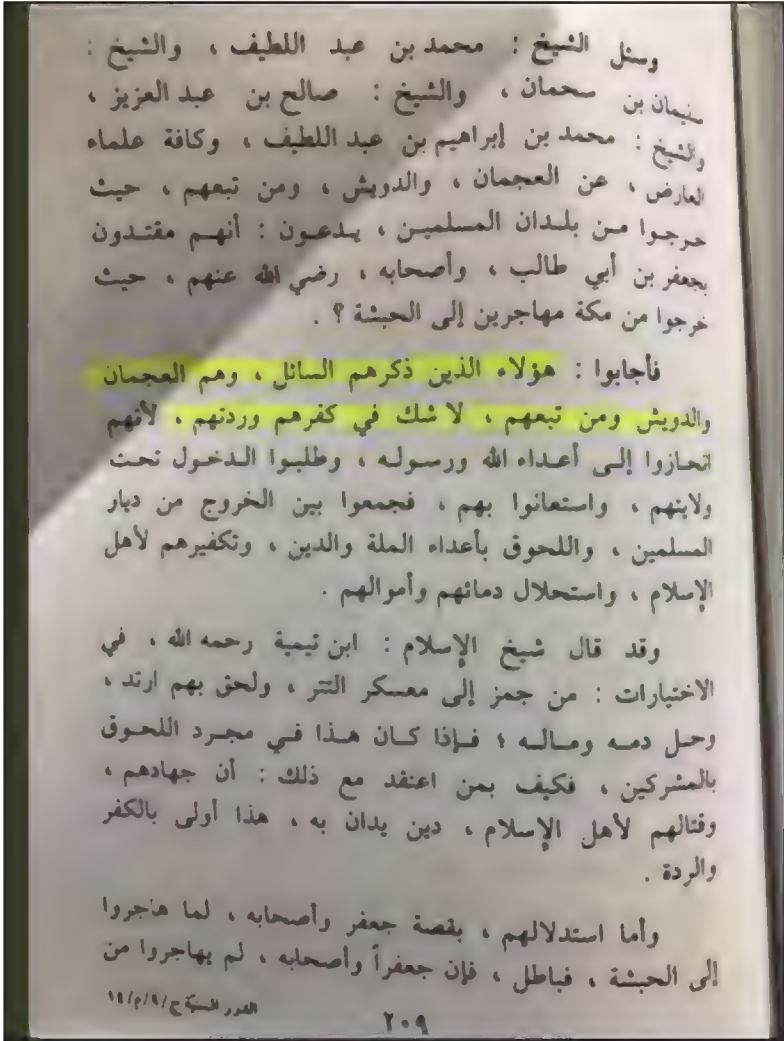 وسئل الشيخ : محمد بن عبد اللطيف ، والشيخ :
سليمان بن سحمان ، والشيخ : صالح بن عبد العزيز ،
والشيخ : محمد بن إبراهيم بن عبد اللطيف ، وكافة علماء
العارض ، عن العجمان ، والدويش ، ومن تبعهم ، حيث
خرجوا من بلدان المسلمين ، يدعون : أنهم مقتدون
بجعفر بن أبي طالب ، وأصحابه ، رضي الله عنهم ، حيث
خرجوا من مكة مهاجرين إلى الحبشة ؟ .
فأجابوا : هؤلاء الذين ذكرهم السائل ، وهم العجمان
والدويش ومن تبعهم ، لا شك في كفرهم وردتهم ، لأنهم
انحازوا إلى أعداء الله ورسوله ، وطلبوا الدخول تحت
ولايتهم ، واستعانوا بهم ، فجمعوا بين الخروج من ديار
المسلمين ، واللحوق بأعداء الملة والدين ، وتكفيرهم لأهل
الإسلام ، واستحلال دمائهم وأموالهم .
وقد قال شيخ الإسلام : ابن تيمية رحمه الله ، في
الاختيارات : من جمز إلى معسكر التتر ، ولحق بهم ارتد ،
وحل دمه وماله ؛ فإذا كان هذا في مجرد اللحوق
بالمشركين ، فكيف بمن اعتقد مع ذلك : أن جهادهم ،
وقتالهم لأهل الإسلام ، دين يدان به ، هذا أولى بالكفر
والردة .
وأما استدلالهم ، بقصة جعفر وأصحابه ، لما هاجروا
إلى الحبشة ، فباطل ، فإن جعفراً وأصحابه ، لم يهاجروا من
الدرر السنية ج/٩/م/١٤
٢٠٩